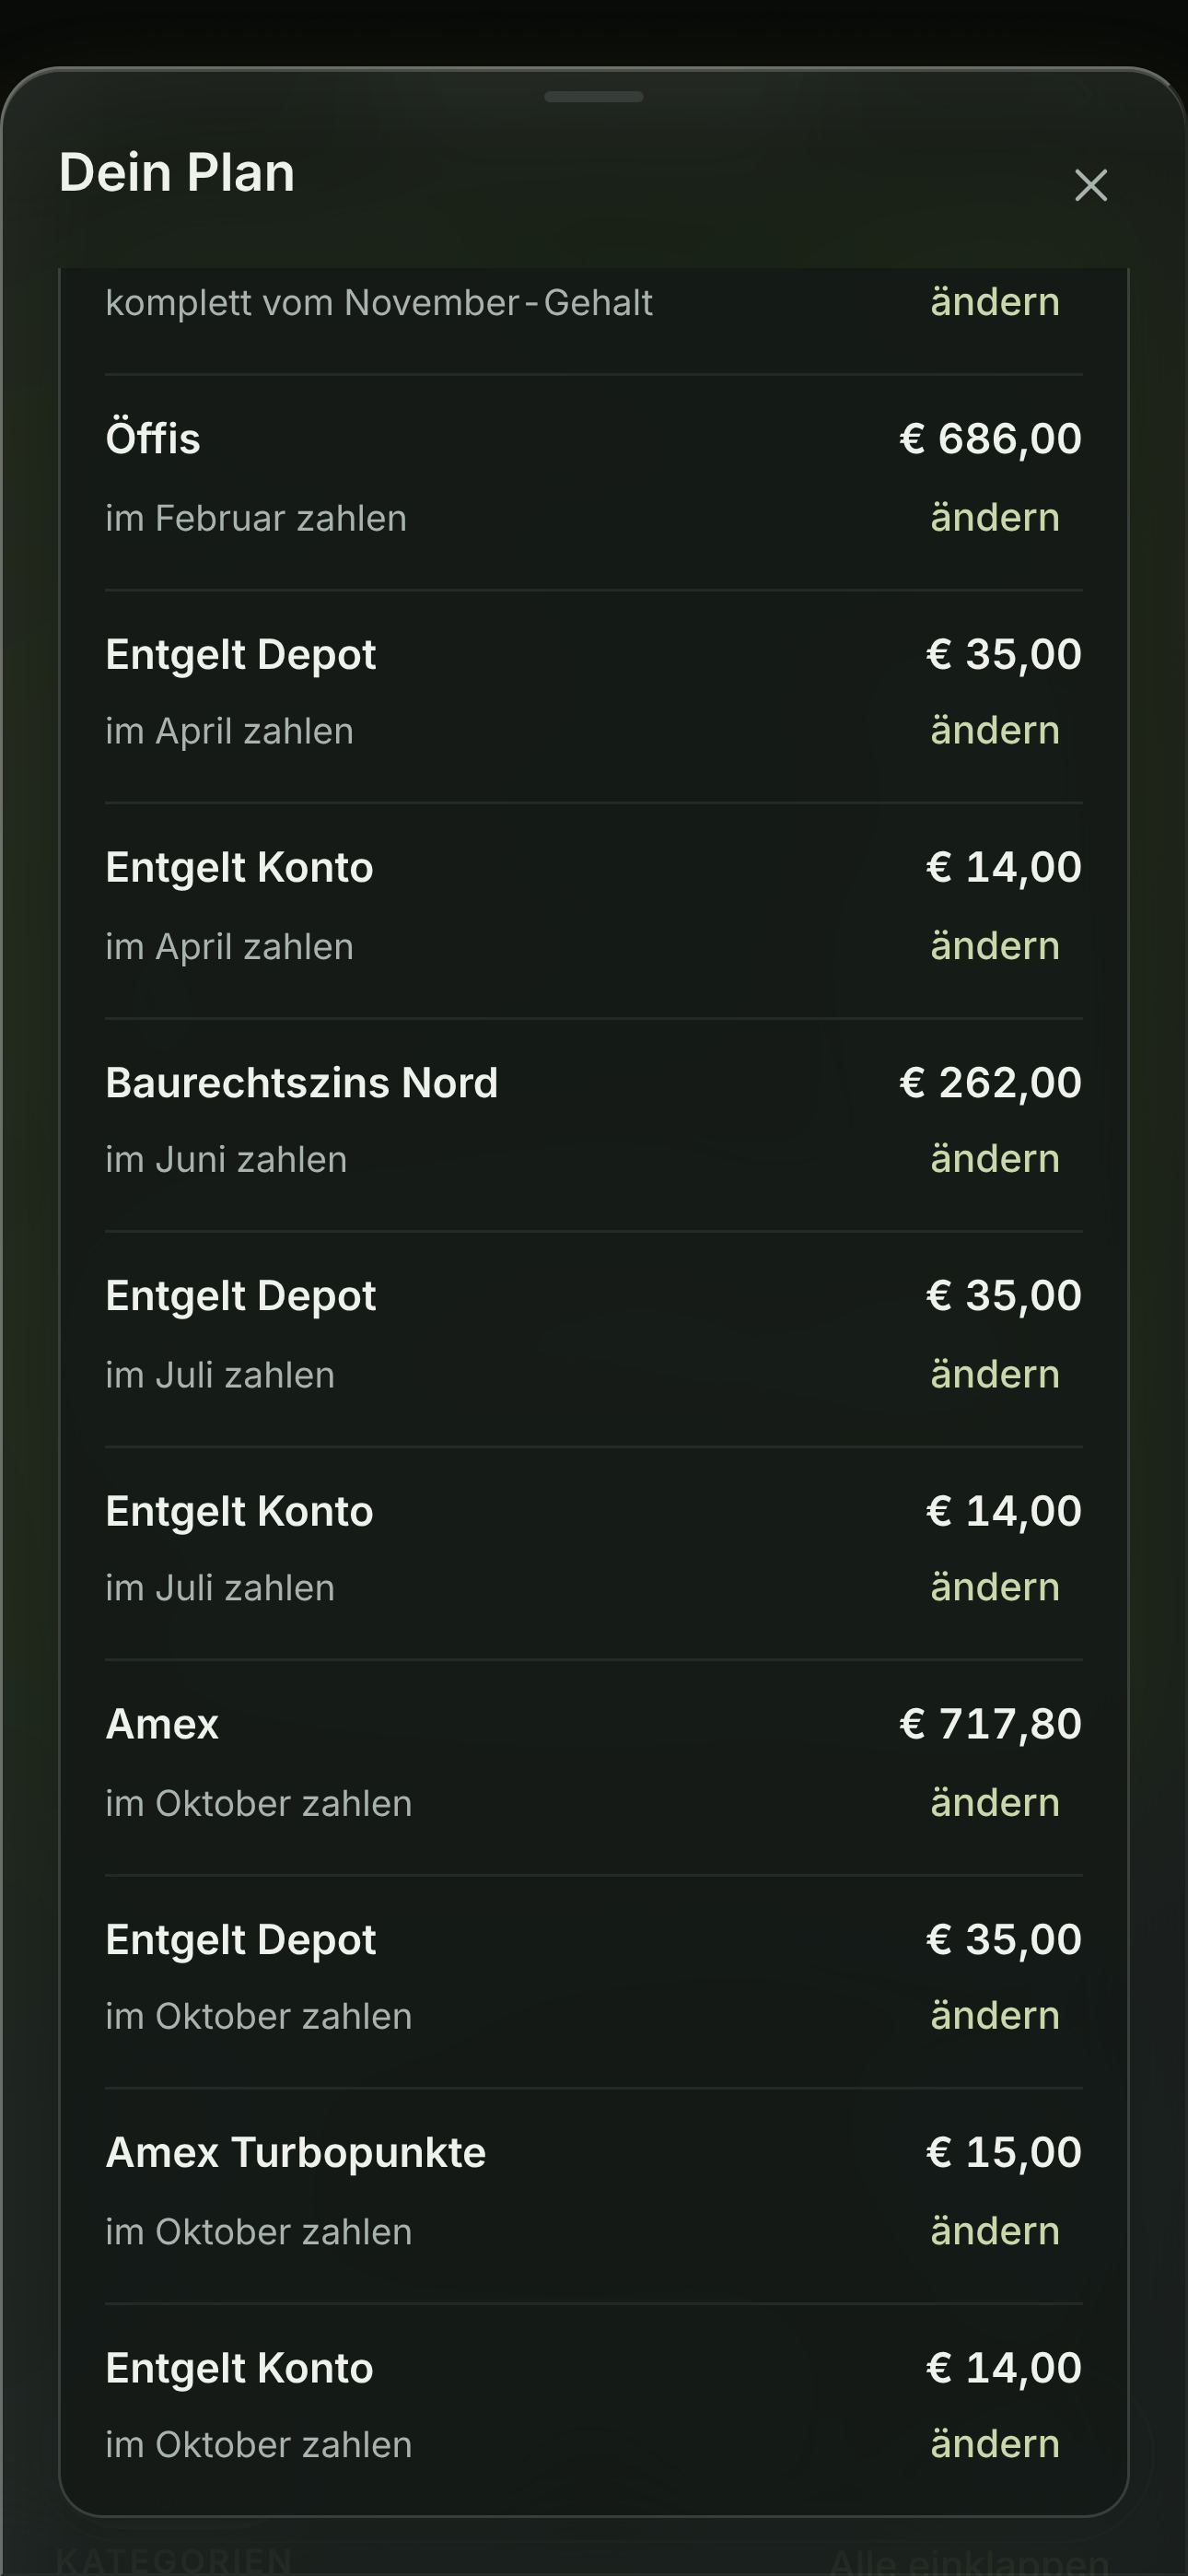 Dein Plan
komplett vom November-Gehalt ändern
Öffis € 686,00
im Februar zahlen ändern
Entgelt Depot € 35,00
im April zahlen ändern
Entgelt Konto € 14,00
im April zahlen ändern
Baurechtszins Nord € 262,00
im Juni zahlen ändern
Entgelt Depot € 35,00
im Juli zahlen ändern
Entgelt Konto € 14,00
im Juli zahlen ändern
Amex € 717,80
im Oktober zahlen ändern
Entgelt Depot € 35,00
im Oktober zahlen ändern
Amex Turbopunkte € 15,00
im Oktober zahlen ändern
Entgelt Konto € 14,00
im Oktober zahlen ändern
KATEGORIEN Alle einklappen